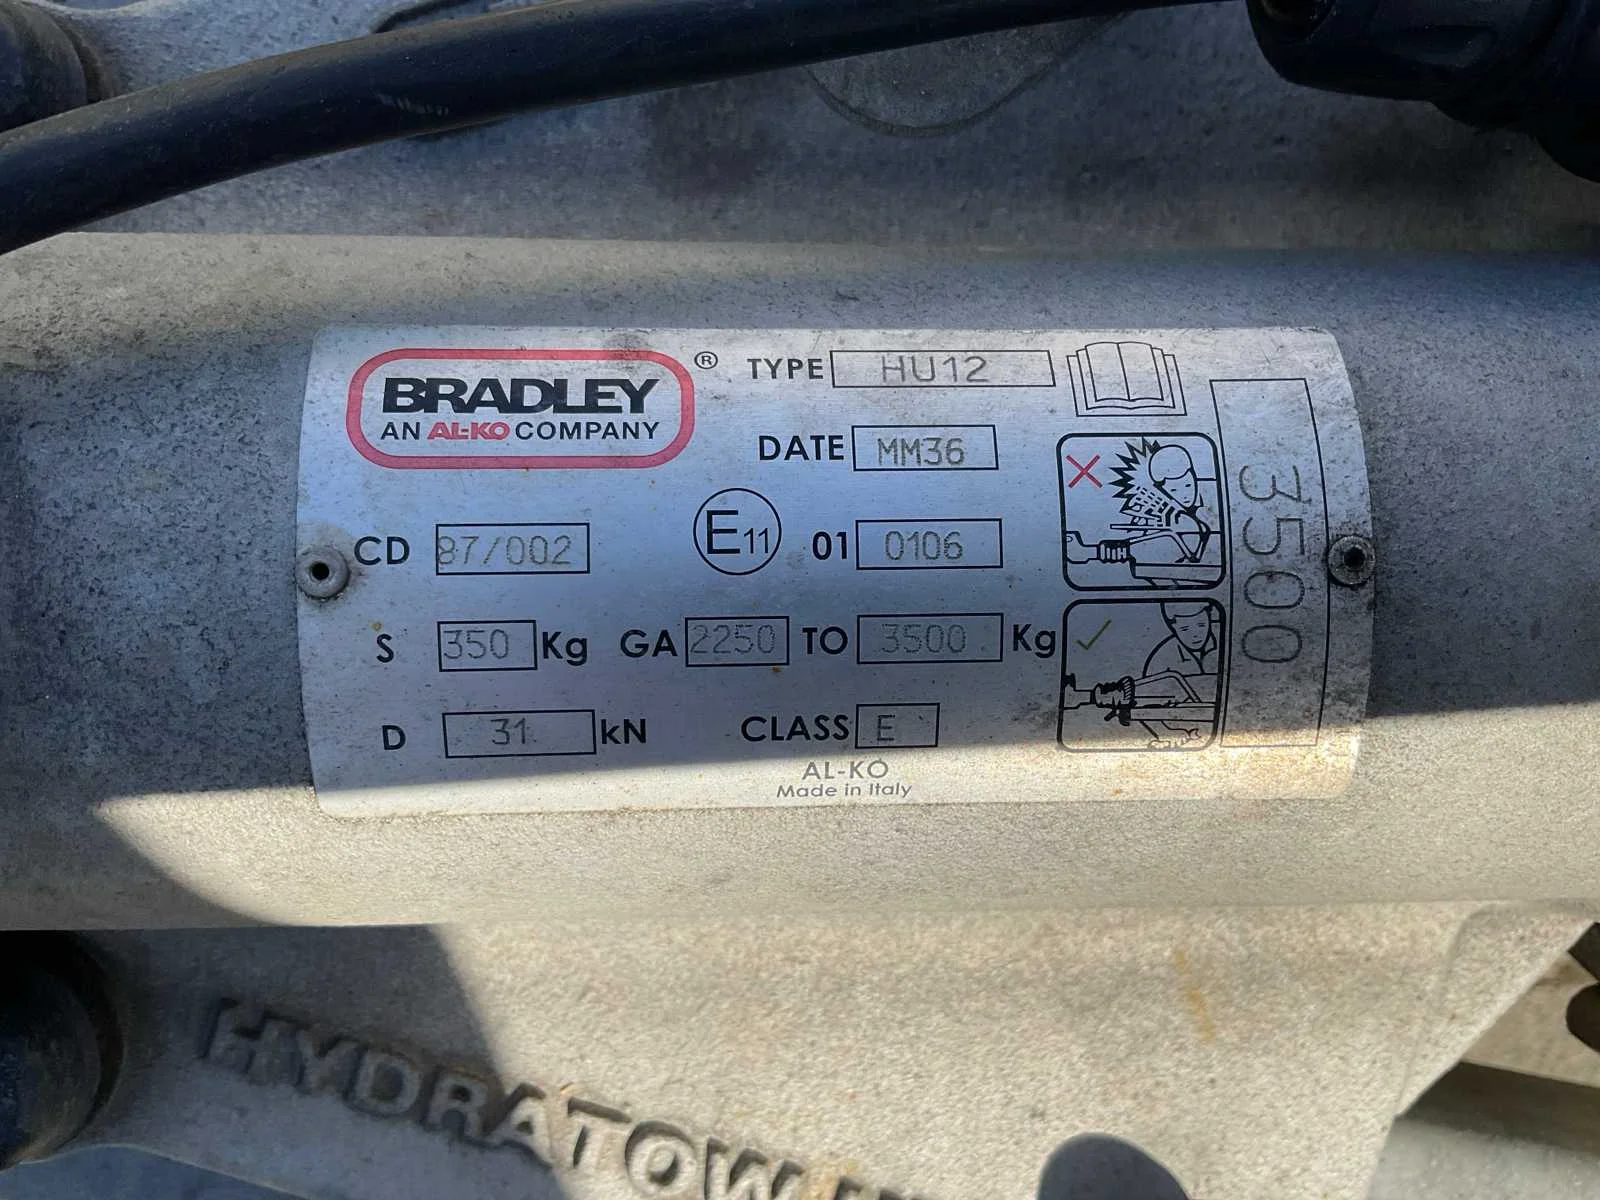 BRADLEY ®
AN AL-KO COMPANY
TYPE HU12
DATE MM36
CD 87/002
E11 01 0106
S 350 Kg GA 2250 TO 3500 Kg
D 31 kN CLASS E
AL-KO
Made in Italy
3500
HYDRATOW